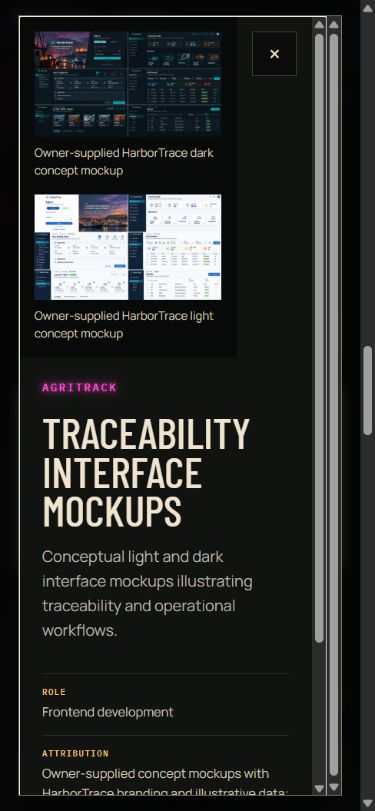 ×
Owner-supplied HarborTrace dark
concept mockup
Owner-supplied HarborTrace light
concept mockup
AGRITRACK
TRACEABILITY
INTERFACE
MOCKUPS
Conceptual light and dark
interface mockups illustrating
traceability and operational
workflows.
ROLE
Frontend development
ATTRIBUTION
Owner-supplied concept mockups with
HarborTrace branding and illustrative data;